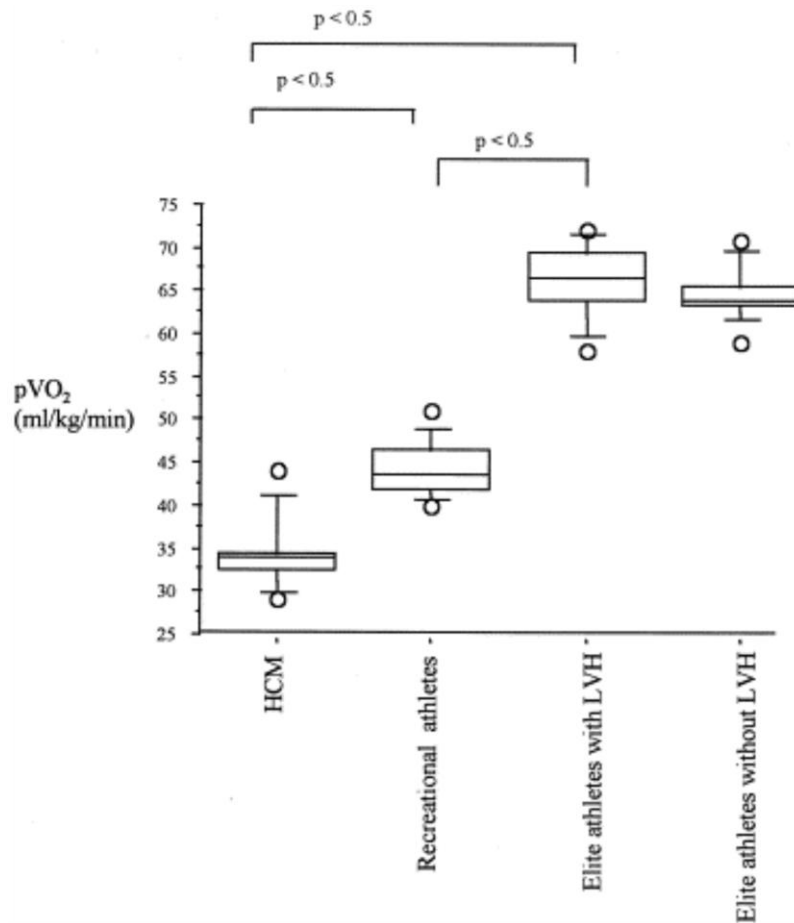 p < 0.5
p < 0.5
p < 0.5
75
70
65
60
55
50
45
40
35
30
25
pVO₂
(ml/kg/min)
HCM
Recreational athletes
Elite athletes with LVH
Elite athletes without LVH